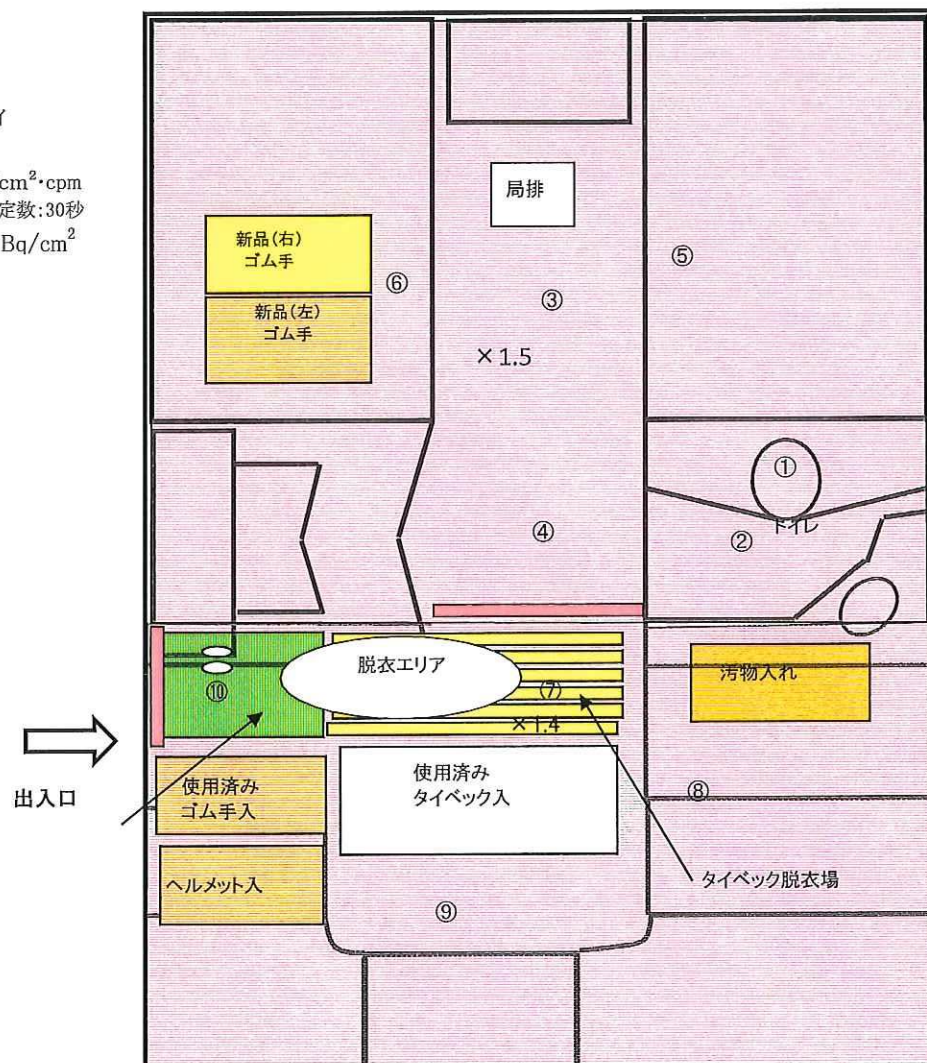 イ
cm²・cpm
定数:30秒
Bq/cm²
局排
新品(右)
ゴム手
新品(左)
ゴム手
⑥
③
⑤
×1.5
①
トイレ
④
②
脱衣エリア
⑦
×1.4
⑩
汚物入れ
出入口
使用済み
ゴム手入
使用済み
タイベック入
⑧
ヘルメット入
タイベック脱衣場
⑨